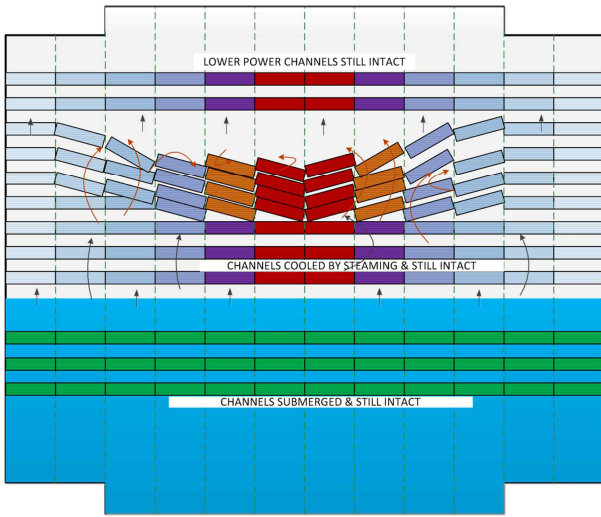 LOWER POWER CHANNELS STILL INTACT
CHANNELS COOLED BY STEAMING & STILL INTACT
CHANNELS SUBMERGED & STILL INTACT